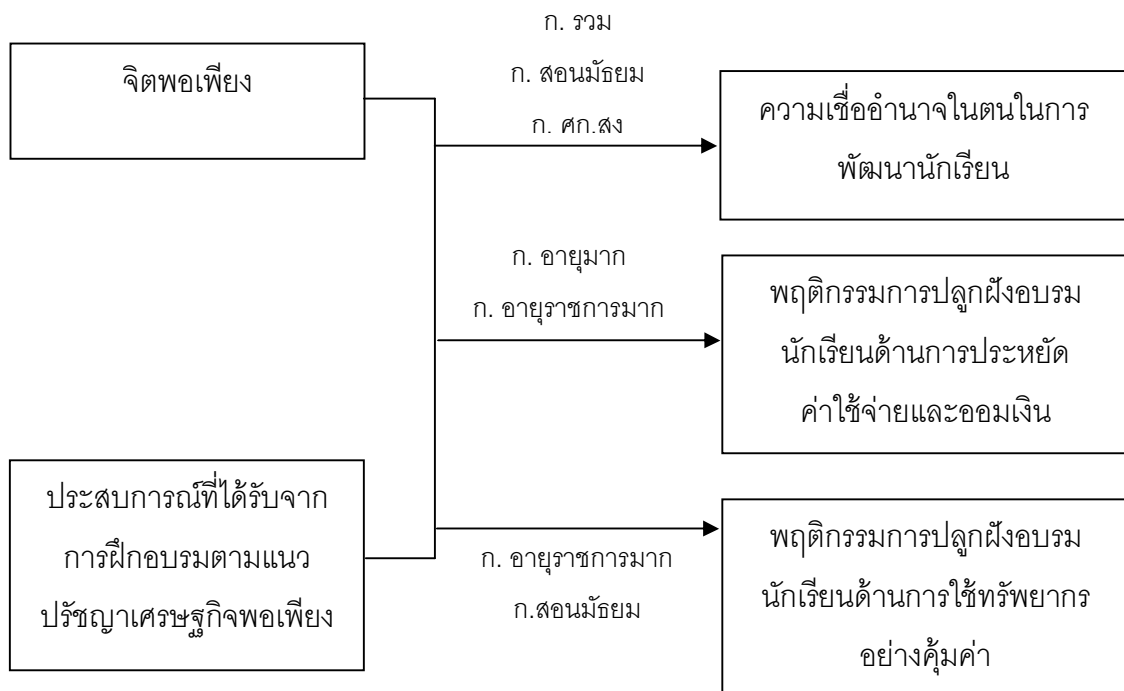 ก. รวม
จิตพอเพียง
ก. สอนมัธยม
ก. ศก.สง
ความเชื่ออำนาจในตนในการ
พัฒนานักเรียน
ก. อายุมาก
ก. อายุราชการมาก
พฤติกรรมการปลูกฝังอบรม
นักเรียนด้านการประหยัด
ค่าใช้จ่ายและออมเงิน
ประสบการณ์ที่ได้รับจาก
การฝึกอบรมตามแนว
ปรัชญาเศรษฐกิจพอเพียง
ก. อายุราชการมาก
ก.สอนมัธยม
พฤติกรรมการปลูกฝังอบรม
นักเรียนด้านการใช้ทรัพยากร
อย่างคุ้มค่า